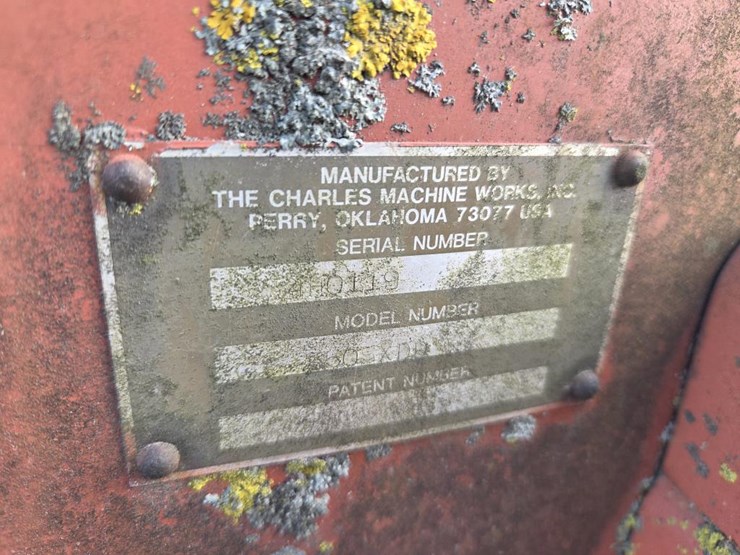 MANUFACTURED BY
THE CHARLES MACHINE WORKS, INC.
PERRY, OKLAHOMA 73077 USA
SERIAL NUMBER
MODEL NUMBER
PATENT NUMBER